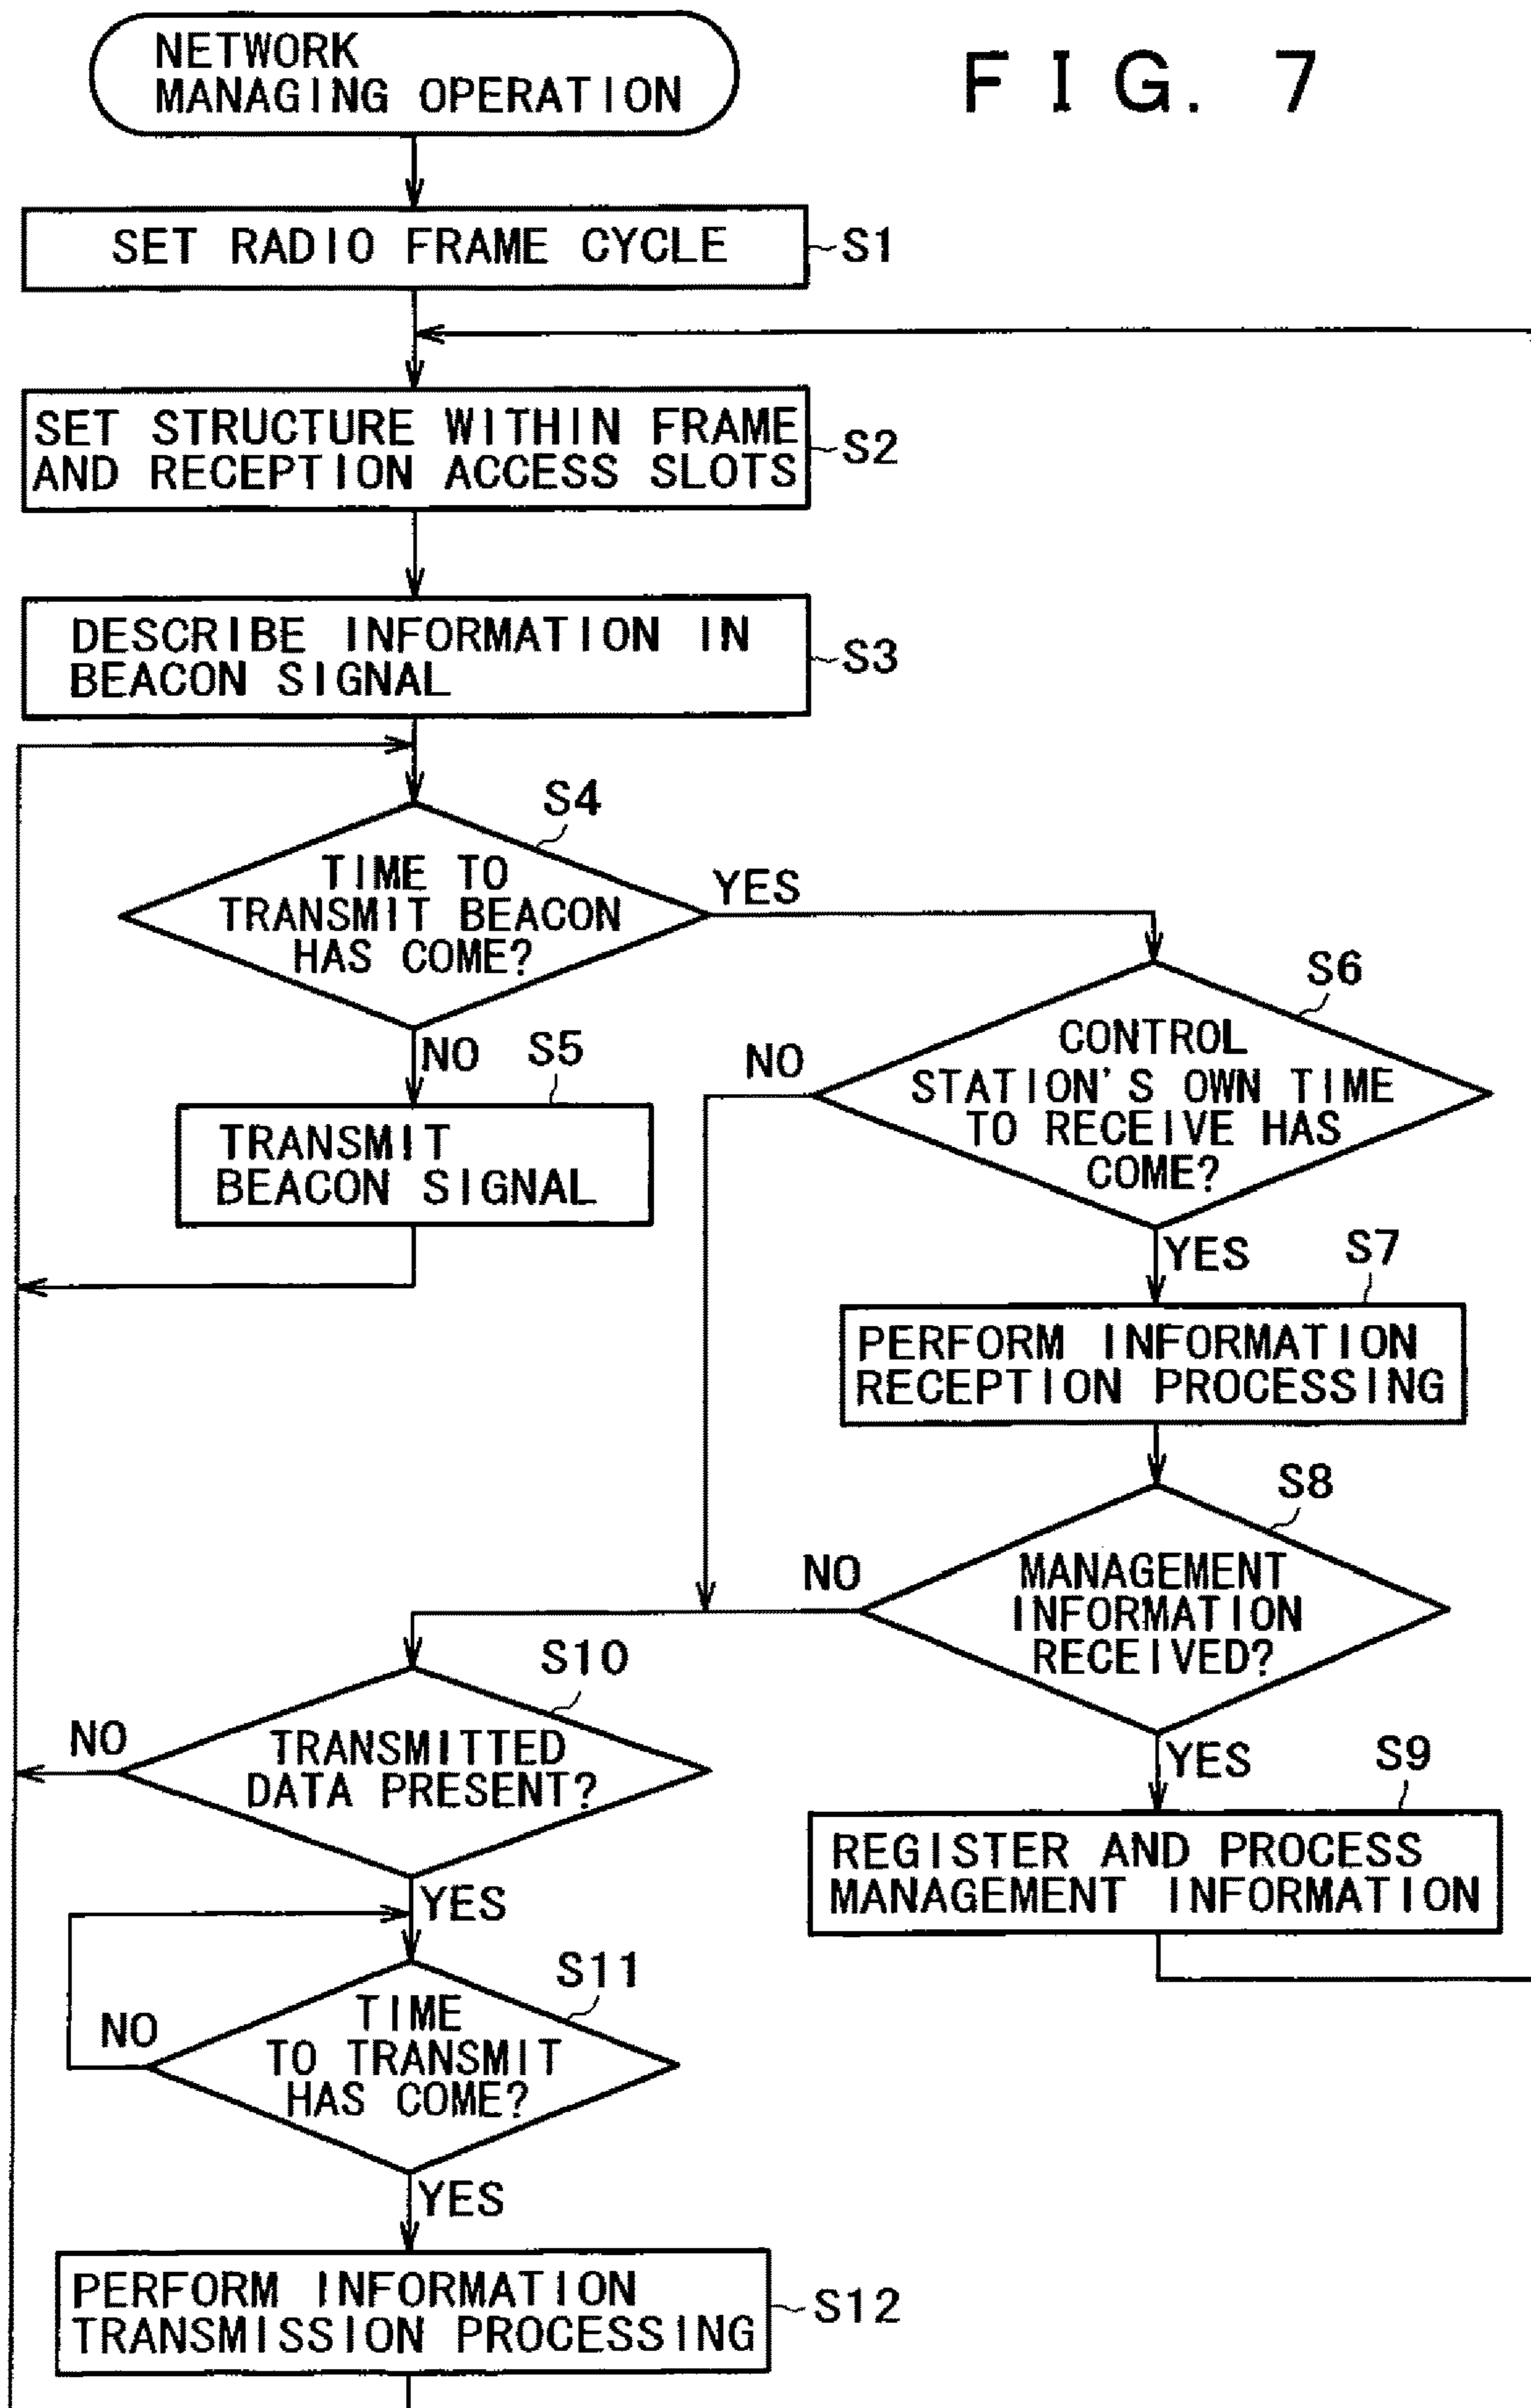 NETWORK
MANAGING OPERATION
FIG. 7
SET RADIO FRAME CYCLE
S1
SET STRUCTURE WITHIN FRAME
AND RECEPTION ACCESS SLOTS
S2
DESCRIBE INFORMATION IN
BEACON SIGNAL
S3
S4
TIME TO
TRANSMIT BEACON
HAS COME?
YES
NO
S5
TRANSMIT
BEACON SIGNAL
S6
CONTROL
STATION'S OWN TIME
TO RECEIVE HAS
COME?
NO
YES
S7
PERFORM INFORMATION
RECEPTION PROCESSING
S8
MANAGEMENT
INFORMATION
RECEIVED?
NO
YES
S9
REGISTER AND PROCESS
MANAGEMENT INFORMATION
S10
TRANSMITTED
DATA PRESENT?
NO
YES
S11
TIME
TO TRANSMIT
HAS COME?
NO
YES
PERFORM INFORMATION
TRANSMISSION PROCESSING
S12